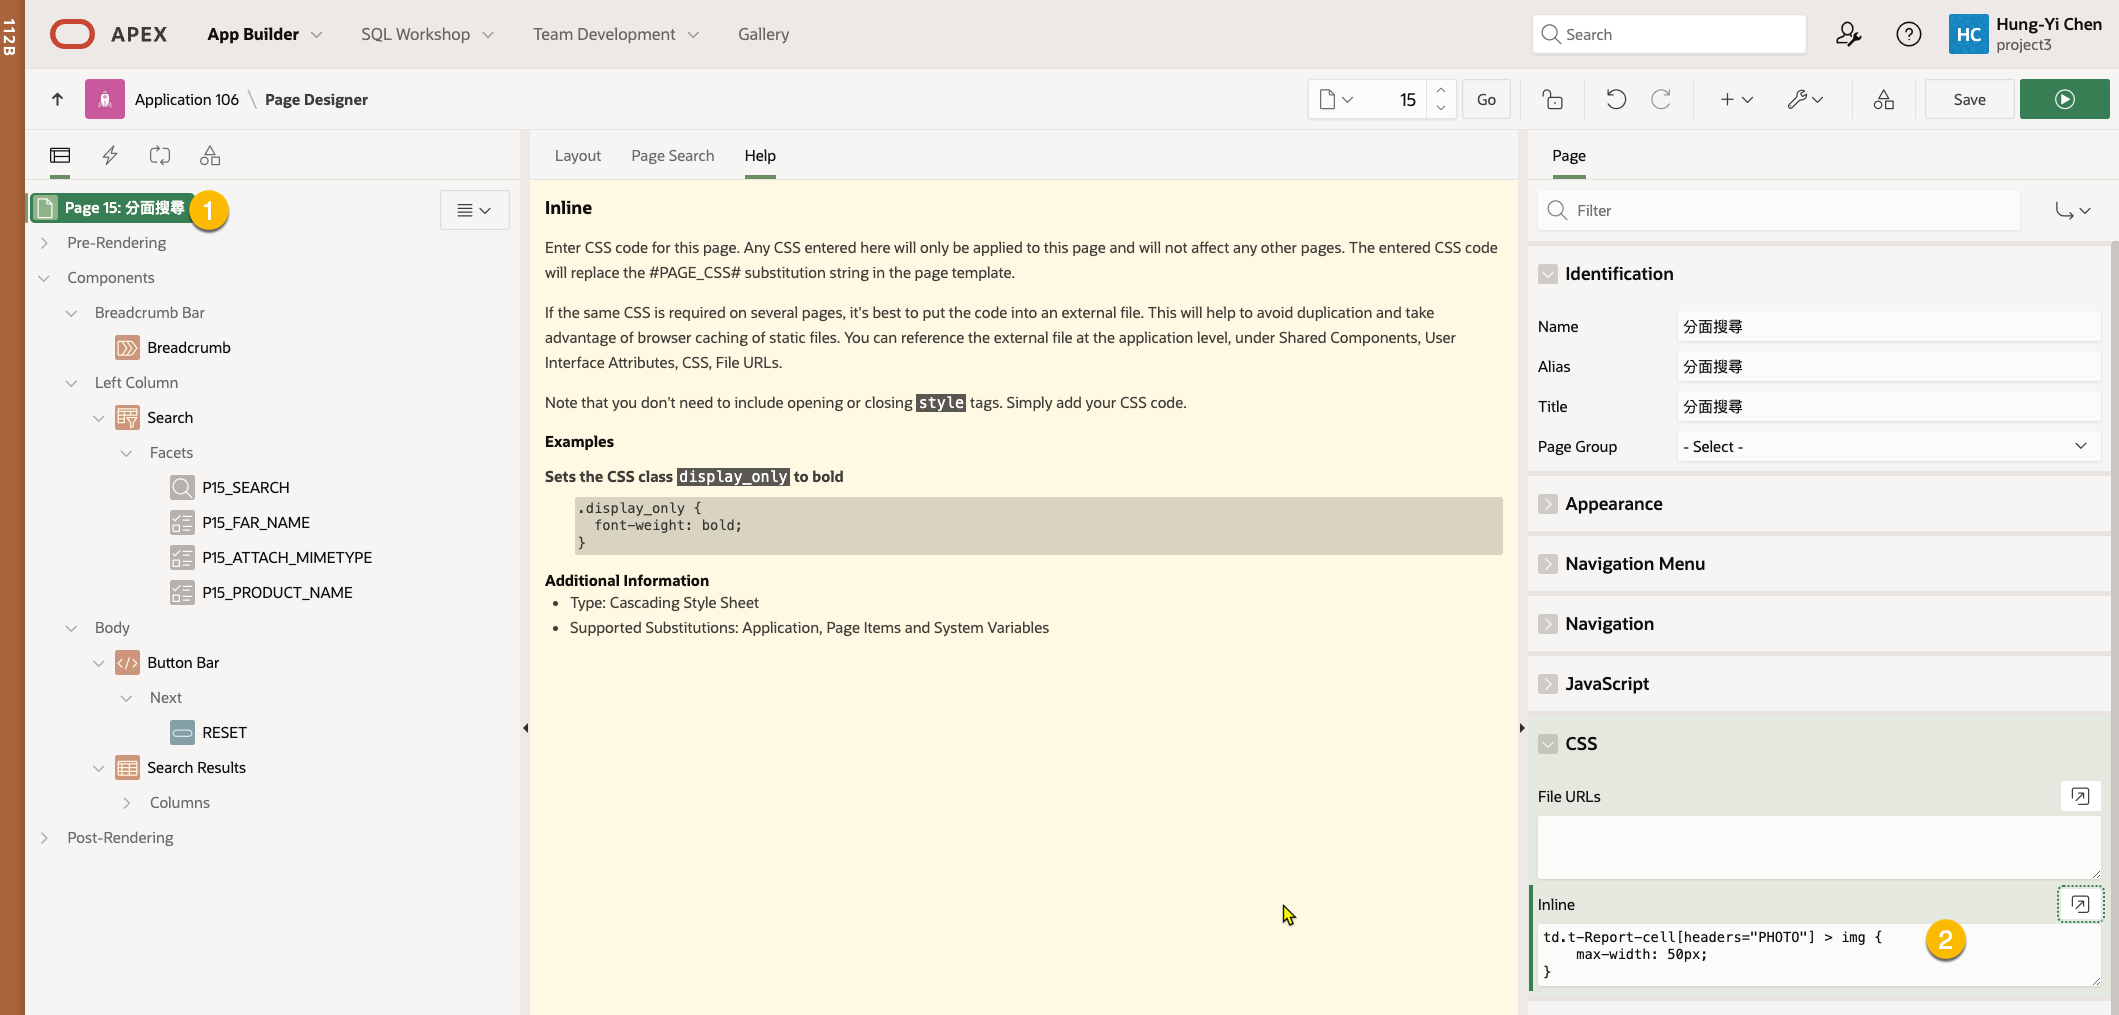 112B
APEX
App Builder
SQL Workshop
Team Development
Gallery
Search
HC
Hung-Yi Chen
project3
Application 106 \ Page Designer
15
Go
Save
Page 15: 分面搜尋
1
Pre-Rendering
Components
Breadcrumb Bar
Breadcrumb
Left Column
Search
Facets
P15_SEARCH
P15_FAR_NAME
P15_ATTACH_MIMETYPE
P15_PRODUCT_NAME
Body
Button Bar
Next
RESET
Search Results
Columns
Post-Rendering
Layout
Page Search
Help
Inline
Enter CSS code for this page. Any CSS entered here will only be applied to this page and will not affect any other pages. The entered CSS code
will replace the #PAGE_CSS# substitution string in the page template.
If the same CSS is required on several pages, it's best to put the code into an external file. This will help to avoid duplication and take
advantage of browser caching of static files. You can reference the external file at the application level, under Shared Components, User
Interface Attributes, CSS, File URLs.
Note that you don't need to include opening or closing style tags. Simply add your CSS code.
Examples
Sets the CSS class display_only to bold
.display_only {
font-weight: bold;
}
Additional Information
• Type: Cascading Style Sheet
• Supported Substitutions: Application, Page Items and System Variables
Page
Filter
Identification
Name
分面搜尋
Alias
分面搜尋
Title
分面搜尋
Page Group
- Select -
Appearance
Navigation Menu
Navigation
JavaScript
CSS
File URLs
Inline
td.t-Report-cell[headers="PHOTO"] > img {
max-width: 50px;
}
2